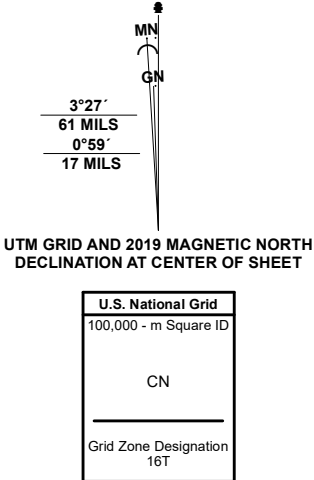 MN
GN
3°27´
61 MILS
0°59´
17 MILS
UTM GRID AND 2019 MAGNETIC NORTH
DECLINATION AT CENTER OF SHEET
U.S. National Grid
100,000 - m Square ID
CN
Grid Zone Designation
16T